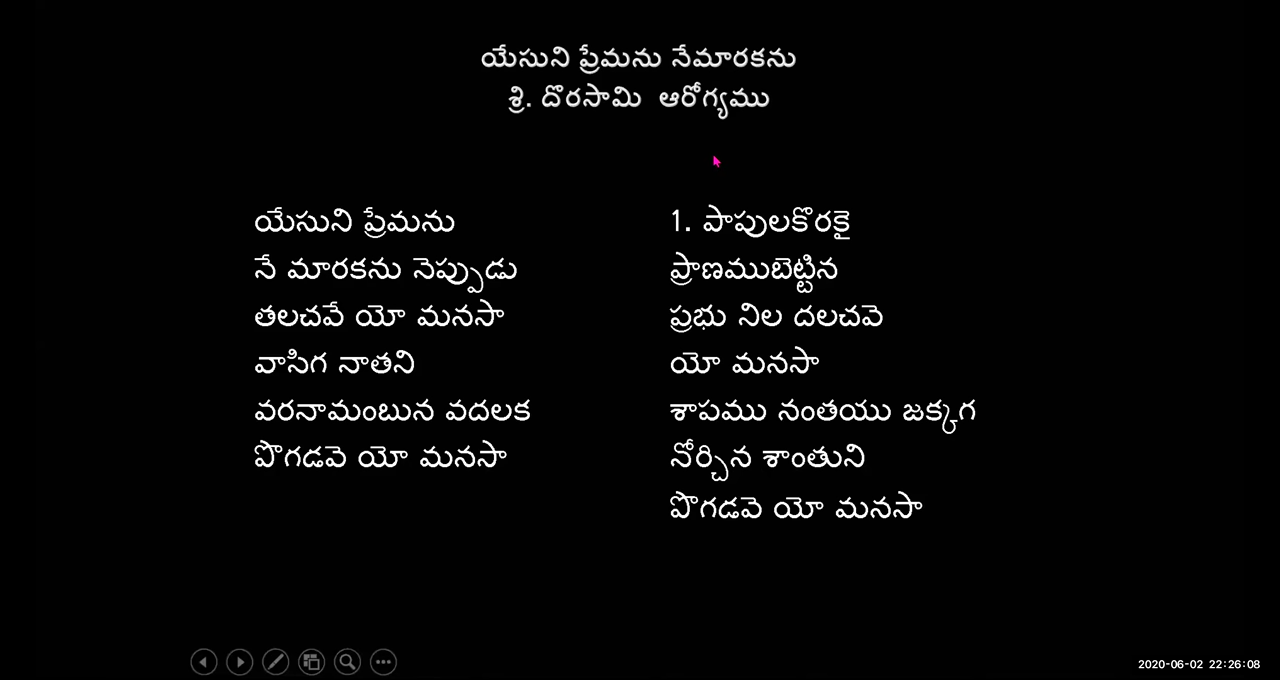 యేసుని ప్రేమను నేమారకను
శ్రి. దొరసామి ఆరోగ్యము
యేసుని ప్రేమను
నే మారకను నెప్పుడు
తలచవే యో మనసా
వాసిగ నాతని
వరనామంబున వదలక
పొగడవె యో మనసా
1. పాపులకొరకై
ప్రాణముబెట్టిన
ప్రభు నిల దలచవె
యో మనసా
శాపము నంతయు జక్కగ
నోర్చిన శాంతుని
పొగడవె యో మనసా
2020-06-02 22:26:08